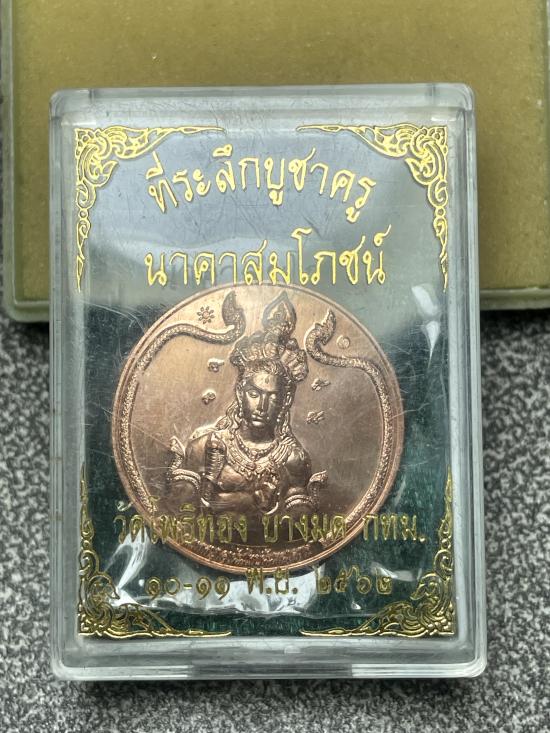 ที่ระลึกบูชาครู
นาคาสมโภชน์
วัดโพธิทอง บางมด กทม.
๑๐-๑๑ พ.ย. ๒๕๖๒